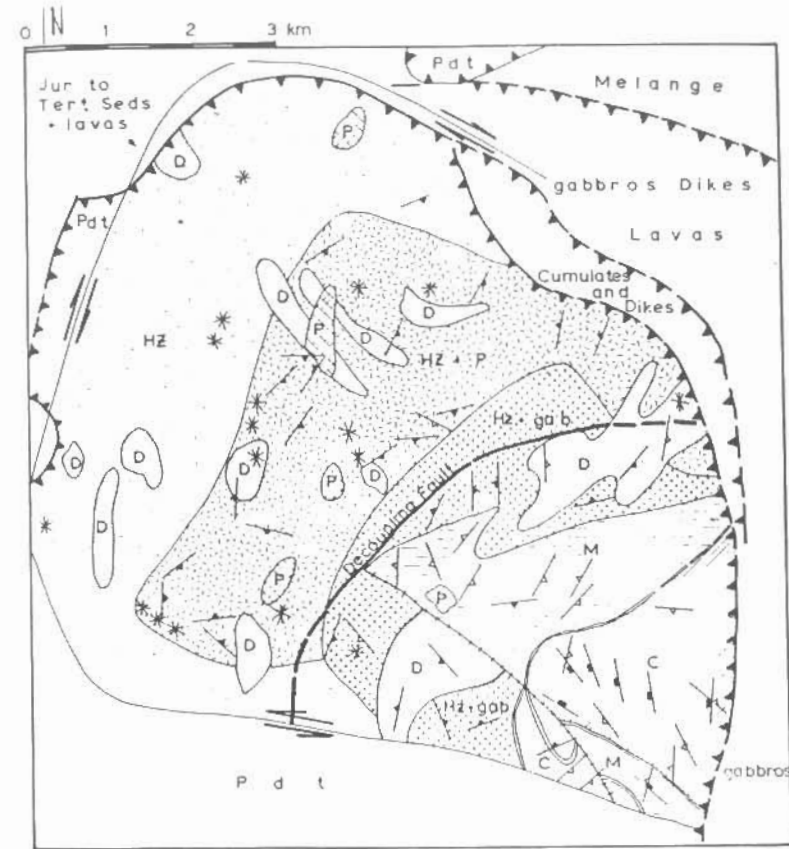 0 N 1 2 3 km
Pdt
Melange
Jur to
Tert Seds
+ lavas
D
P
gabbros Dikes
Pdt
Lavas
Cumulates
and
Dikes
D
P
D
D
HZ
HZ + P
Hz+gab
D
D
D
P
D
D
D
Decoupling Fault
M
P
P
D
D
C
Hz+gab
C
M
gabbros
Pdt